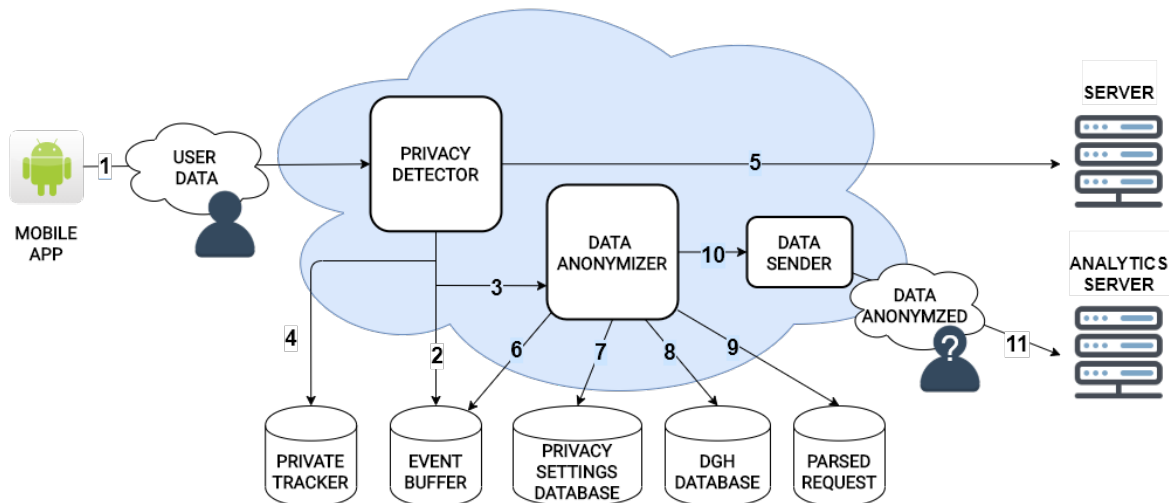 SERVER
PRIVACY
DETECTOR
1
USER
DATA
5
MOBILE
APP
DATA
ANONYMIZER
10
DATA
SENDER
ANALYTICS
SERVER
3
DATA
ANONYMZED
?
4
2
6
7
8
9
11
PRIVATE
TRACKER
EVENT
BUFFER
PRIVACY
SETTINGS
DATABASE
DGH
DATABASE
PARSED
REQUEST